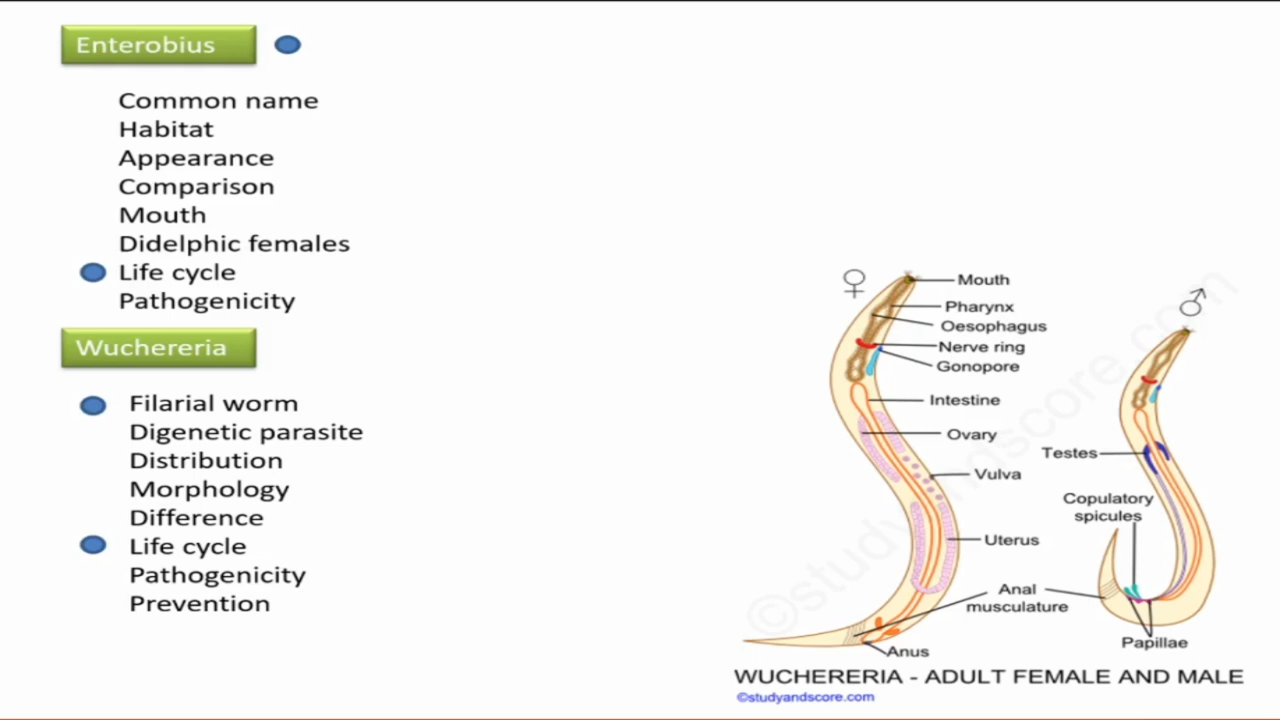 Enterobius
Common name
Habitat
Appearance
Comparison
Mouth
Didelphic females
Life cycle
Pathogenicity
Wuchereria
Filarial worm
Digenetic parasite
Distribution
Morphology
Difference
Life cycle
Pathogenicity
Prevention
♀
Mouth
Pharynx
Oesophagus
Nerve ring
Gonopore
Intestine
Ovary
Vulva
Uterus
Anal
musculature
Anus
♂
Testes
Copulatory
spicules
Papillae
©studyandscore.com
WUCHERERIA - ADULT FEMALE AND MALE
©studyandscore.com